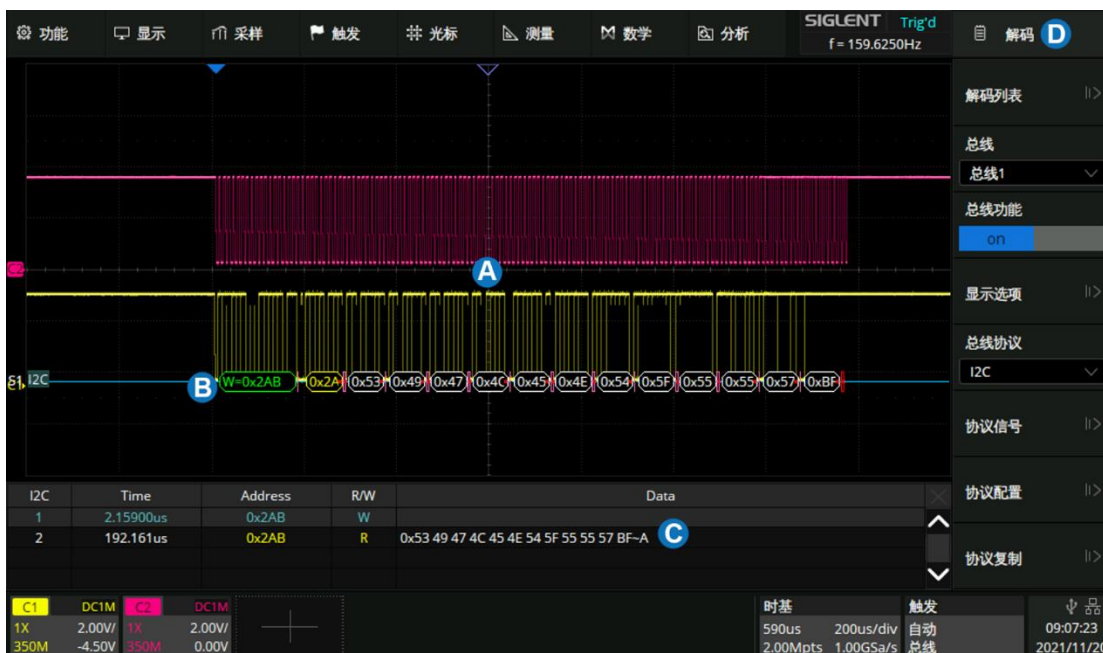 功能 显示 采样 触发 光标 测量 数学 分析 SIGLENT Trig'd
f = 159.6250Hz
解码 D
解码列表
总线
总线1
总线功能
on
显示选项
总线协议
I2C
协议信号
协议配置
协议复制
C2
A
I2C
B
W=0x2AB 0x2A 0x53 0x49 0x47 0x4C 0x45 0x4E 0x54 0x5F 0x55 0x55 0x57 0xBF
I2C Time Address R/W Data
1 2.15900us 0x2AB W
2 192.161us 0x2AB R 0x53 49 47 4C 45 4E 54 5F 55 55 57 BF~A C
C1 DC1M C2 DC1M
1X 2.00V/ 1X 2.00V/
350M -4.50V 350M 0.00V
时基 触发
590us 200us/div 自动
2.00Mpts 1.00GSa/s 总线
09:07:23
2021/11/20